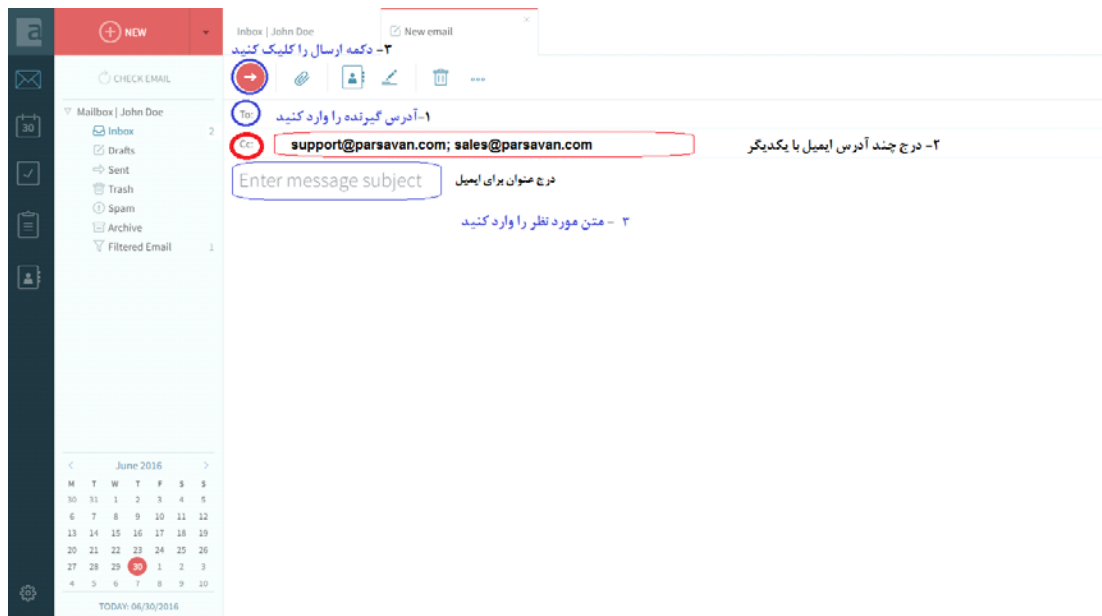 a
NEW
Inbox | John Doe
New email
۳- دکمه ارسال را کلیک کنید
CHECK EMAIL
30
Mailbox | John Doe
Inbox 2
Drafts
Sent
Trash
Spam
Archive
Filtered Email 1
To:
۱-آدرس گیرنده را وارد کنید
Cc:
support@parsavan.com; sales@parsavan.com
۲- درج چند آدرس ایمیل با یکدیگر
Enter message subject
درج عنوان برای ایمیل
۳ - متن مورد نظر را وارد کنید
< June 2016 >
M T W T F S S
30 31 1 2 3 4 5
6 7 8 9 10 11 12
13 14 15 16 17 18 19
20 21 22 23 24 25 26
27 28 29 30 1 2 3
4 5 6 7 8 9 10
TODAY: 06/30/2016